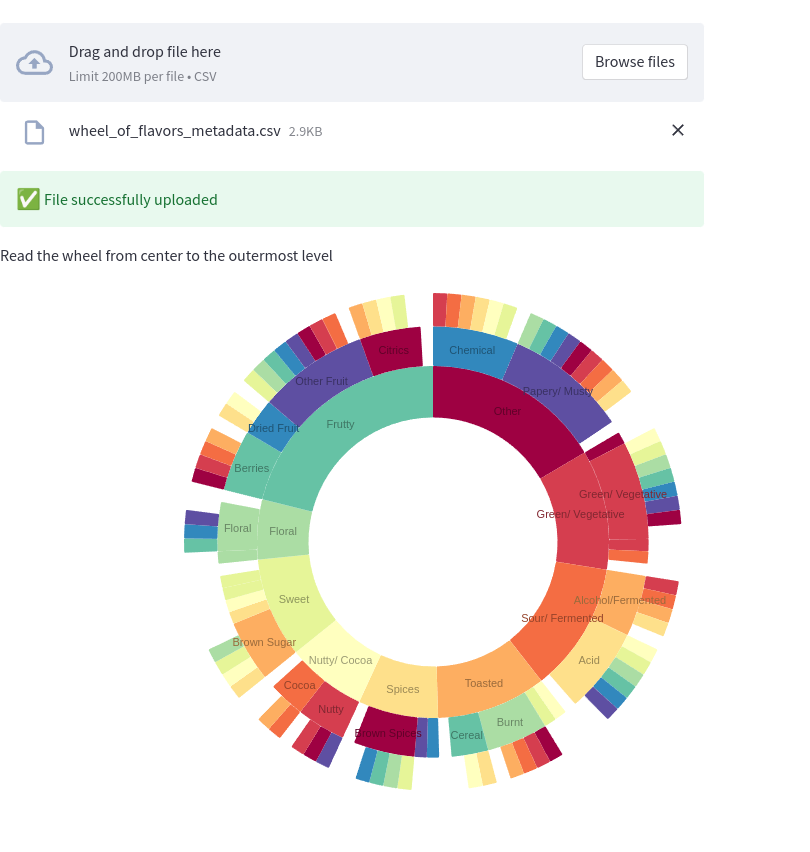 Drag and drop file here
Limit 200MB per file • CSV
Browse files
wheel_of_flavors_metadata.csv 2.9KB
✅ File successfully uploaded
Read the wheel from center to the outermost level
Citrics
Chemical
Other Fruit
Papery/ Musty
Other
Frutty
Dried Fruit
Berries
Green/ Vegetative
Green/ Vegetative
Floral
Floral
Sweet
Alcohol/Fermented
Sour/ Fermented
Brown Sugar
Nutty/ Cocoa
Acid
Cocoa
Spices
Toasted
Nutty
Burnt
Brown Spices
Cereal